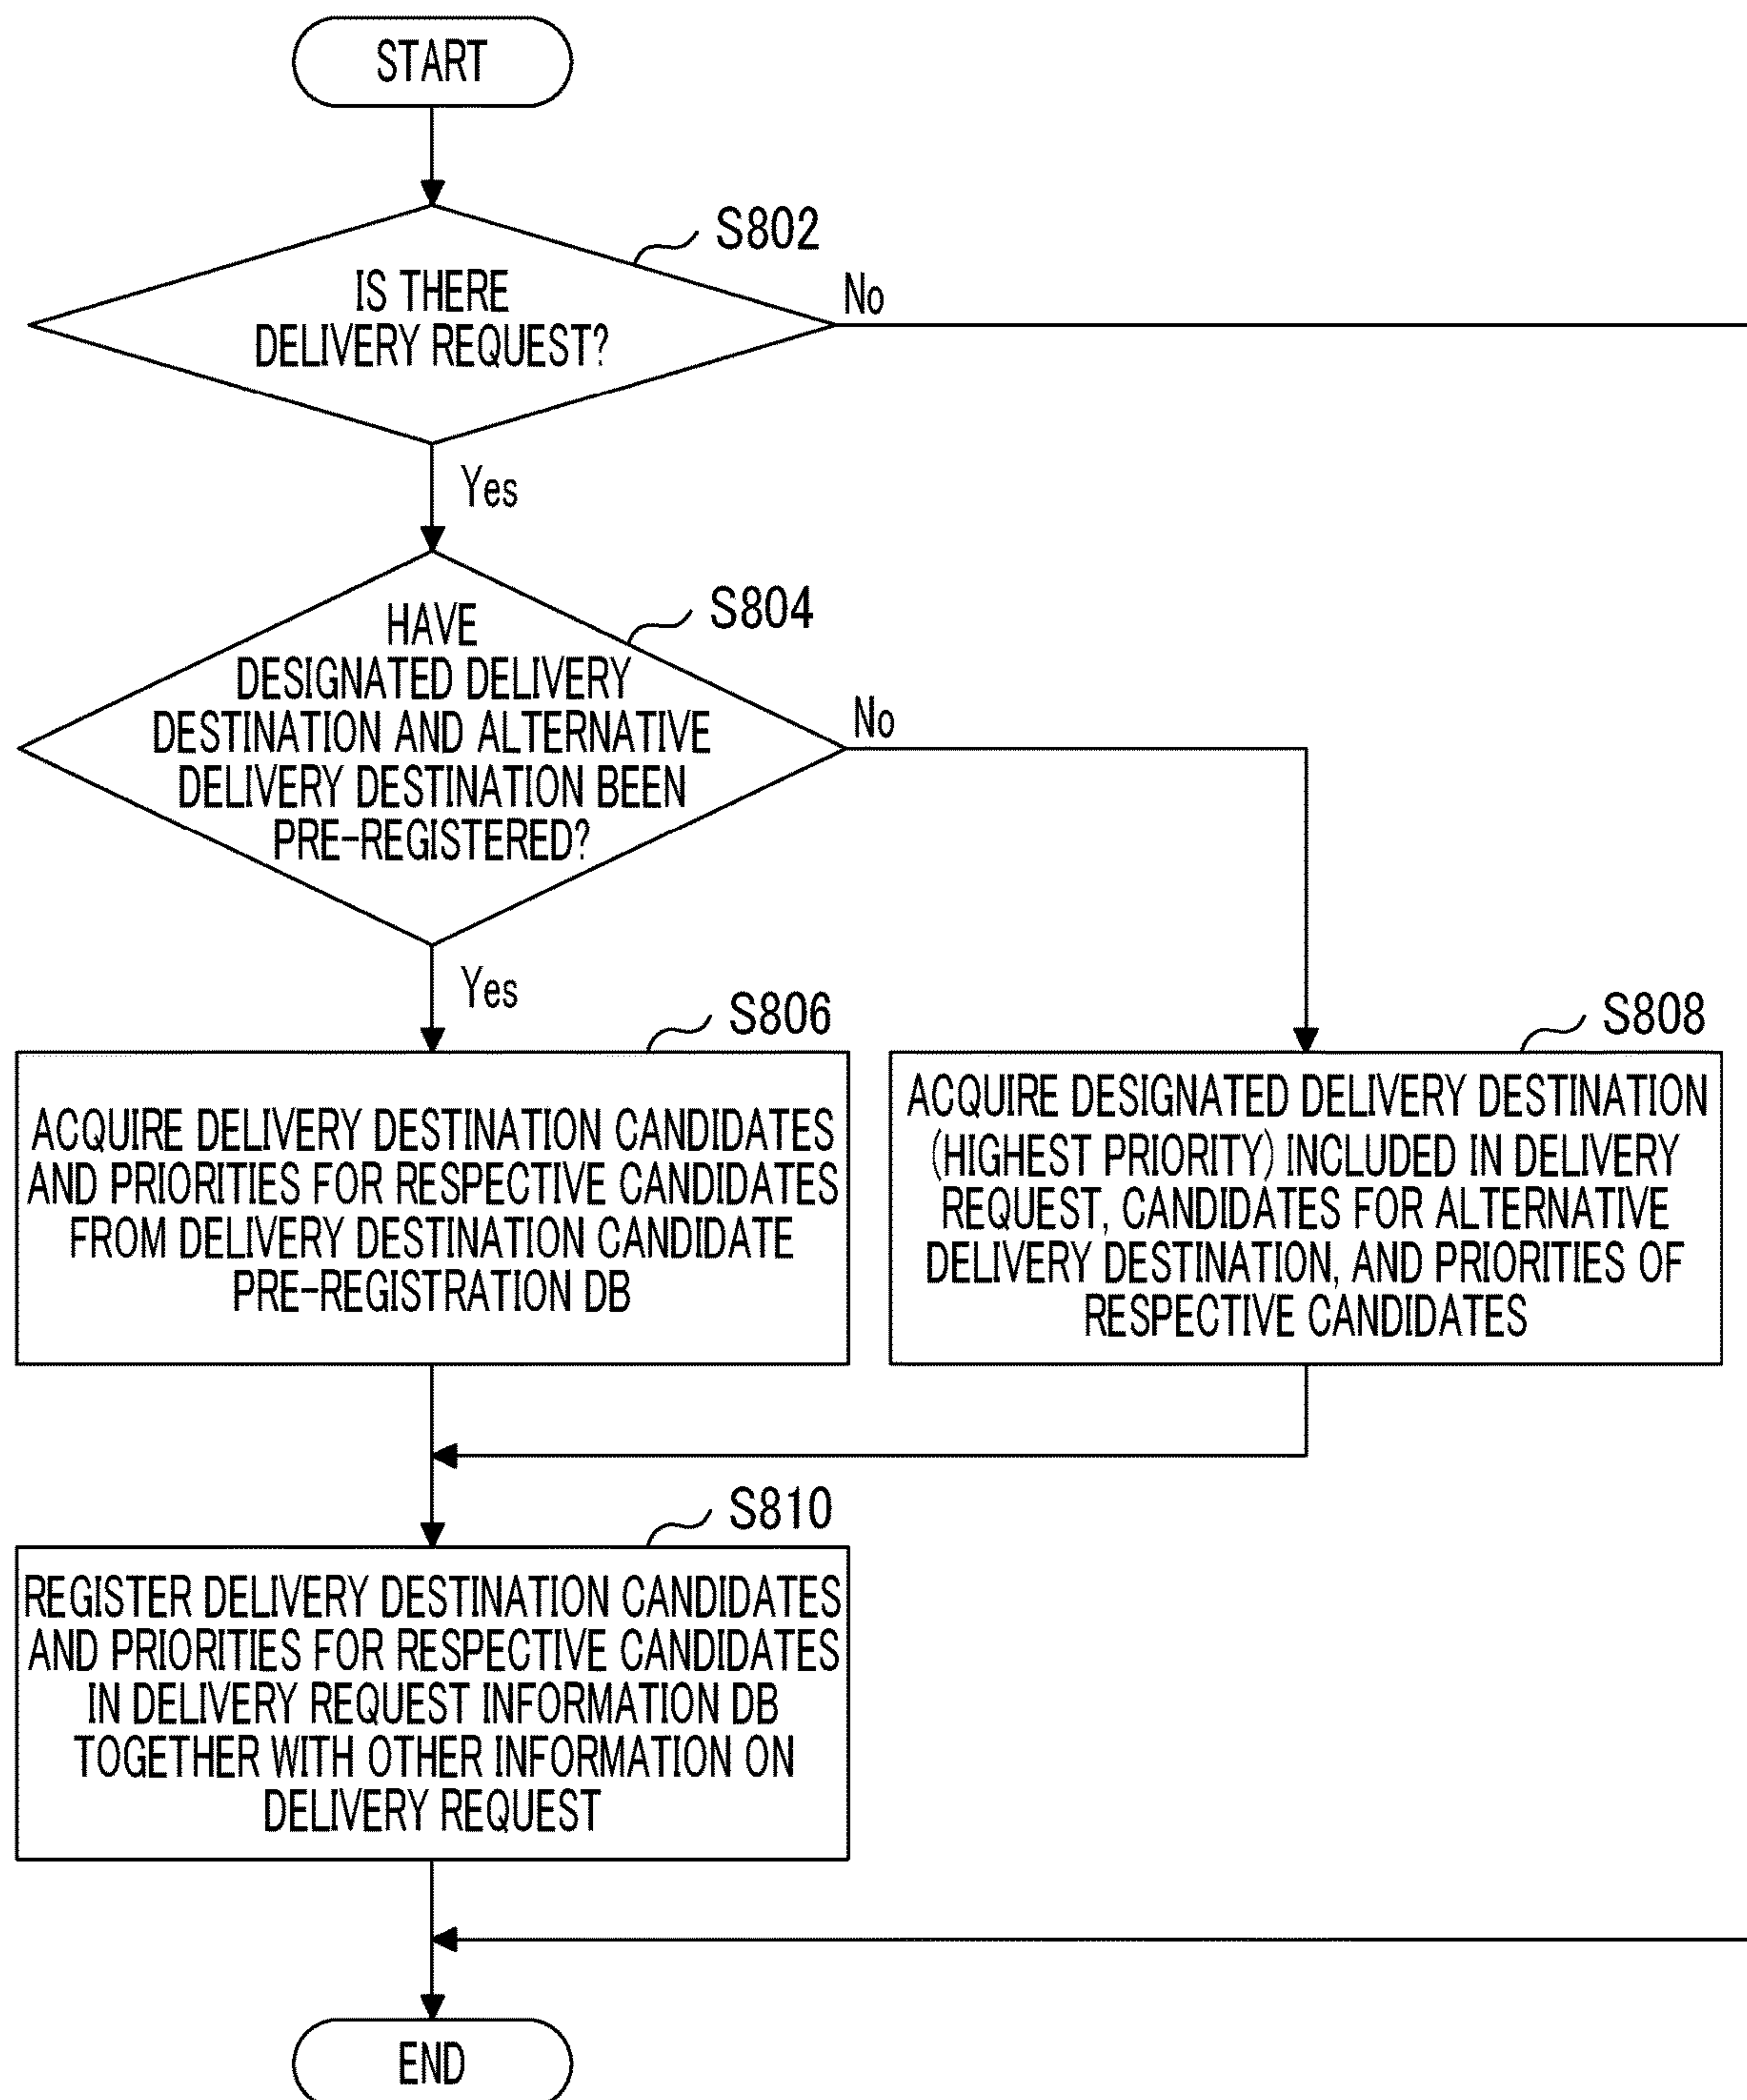 START
S802
IS THERE
DELIVERY REQUEST?
No
Yes
S804
HAVE
DESIGNATED DELIVERY
DESTINATION AND ALTERNATIVE
DELIVERY DESTINATION BEEN
PRE-REGISTERED?
No
Yes
S806
ACQUIRE DELIVERY DESTINATION CANDIDATES
AND PRIORITIES FOR RESPECTIVE CANDIDATES
FROM DELIVERY DESTINATION CANDIDATE
PRE-REGISTRATION DB
S808
ACQUIRE DESIGNATED DELIVERY DESTINATION
(HIGHEST PRIORITY) INCLUDED IN DELIVERY
REQUEST, CANDIDATES FOR ALTERNATIVE
DELIVERY DESTINATION, AND PRIORITIES OF
RESPECTIVE CANDIDATES
S810
REGISTER DELIVERY DESTINATION CANDIDATES
AND PRIORITIES FOR RESPECTIVE CANDIDATES
IN DELIVERY REQUEST INFORMATION DB
TOGETHER WITH OTHER INFORMATION ON
DELIVERY REQUEST
END